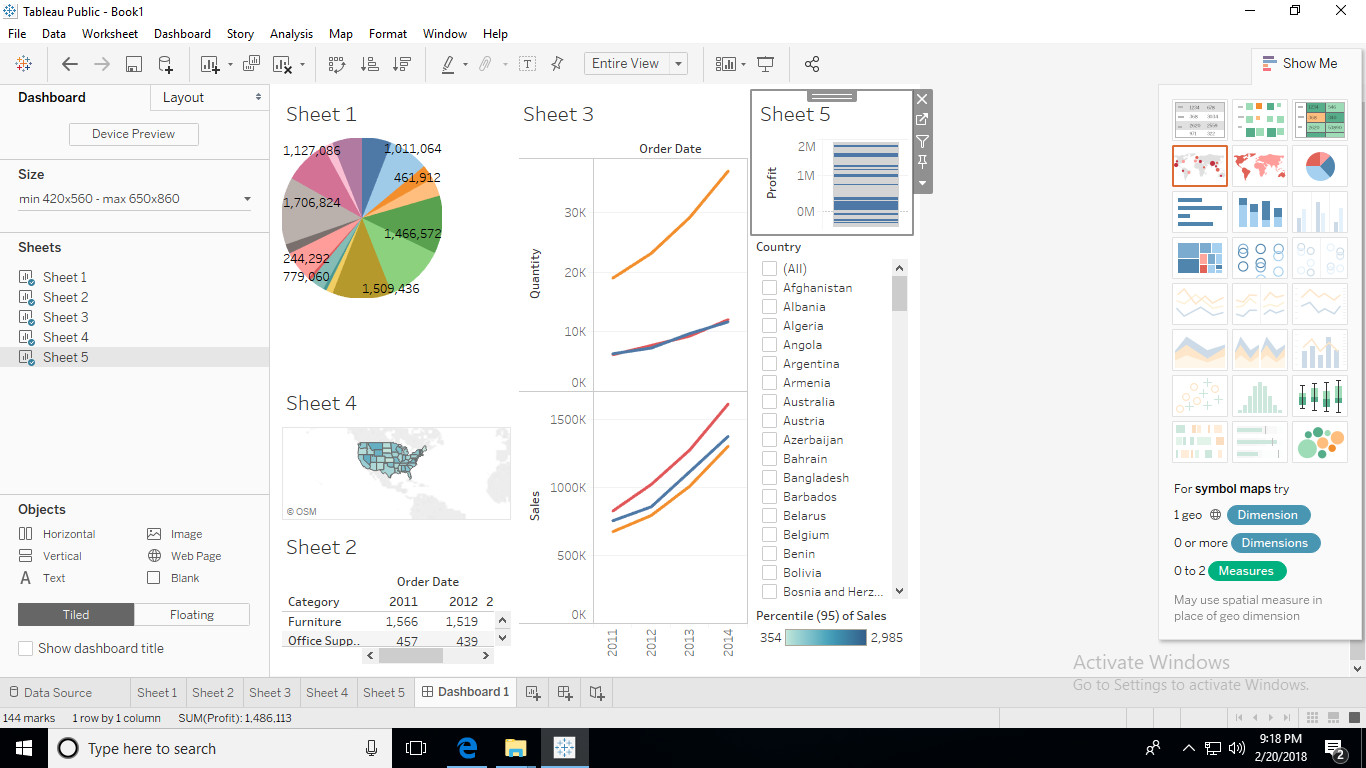 Tableau Public - Book1
File Data Worksheet Dashboard Story Analysis Map Format Window Help
Entire View
Show Me
Dashboard
Layout
Device Preview
Size
min 420x560 - max 650x860
Sheets
Sheet 1
Sheet 2
Sheet 3
Sheet 4
Sheet 5
Objects
Horizontal
Image
Vertical
Web Page
A Text
Blank
Tiled
Floating
Show dashboard title
Sheet 1
1,127,086
1,011,064
461,912
1,706,824
1,466,572
244,292
779,060
1,509,436
Sheet 4
© OSM
Sheet 2
Order Date
Category 2011 2012 2
Furniture 1,566 1,519
Office Supp.. 457 439
Sheet 3
Order Date
Quantity
30K
20K
10K
0K
Sales
1500K
1000K
500K
0K
2011
2012
2013
2014
Sheet 5
Profit
2M
1M
0M
Country
(All)
Afghanistan
Albania
Algeria
Angola
Argentina
Armenia
Australia
Austria
Azerbaijan
Bahrain
Bangladesh
Barbados
Belarus
Belgium
Benin
Bolivia
Bosnia and Herz...
Percentile (95) of Sales
354
2,985
For symbol maps try
1 geo Dimension
0 or more Dimensions
0 to 2 Measures
May use spatial measure in
place of geo dimension
Activate Windows
Go to Settings to activate Windows.
Data Source Sheet 1 Sheet 2 Sheet 3 Sheet 4 Sheet 5 Dashboard 1
144 marks 1 row by 1 column SUM(Profit): 1,486,113
Type here to search
9:18 PM
2/20/2018
2